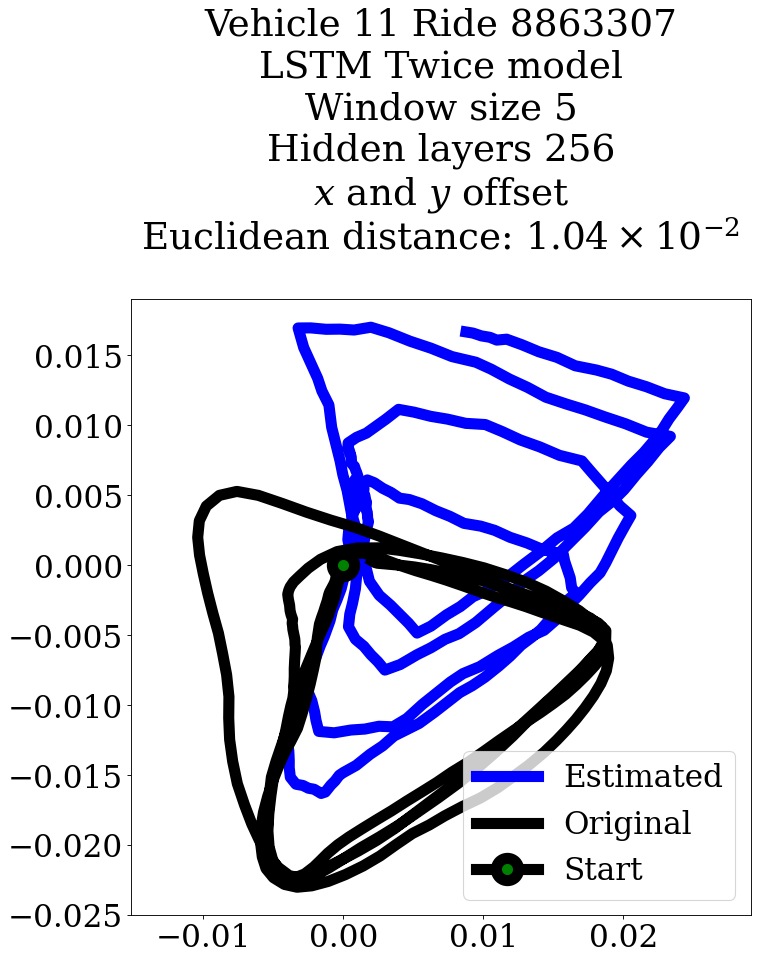 Vehicle 11 Ride 8863307
LSTM Twice model
Window size 5
Hidden layers 256
x and y offset
Euclidean distance: 1.04 × 10⁻²
0.015
0.010
0.005
0.000
−0.005
−0.010
−0.015
−0.020
−0.025
Estimated
Original
Start
−0.01 0.00 0.01 0.02